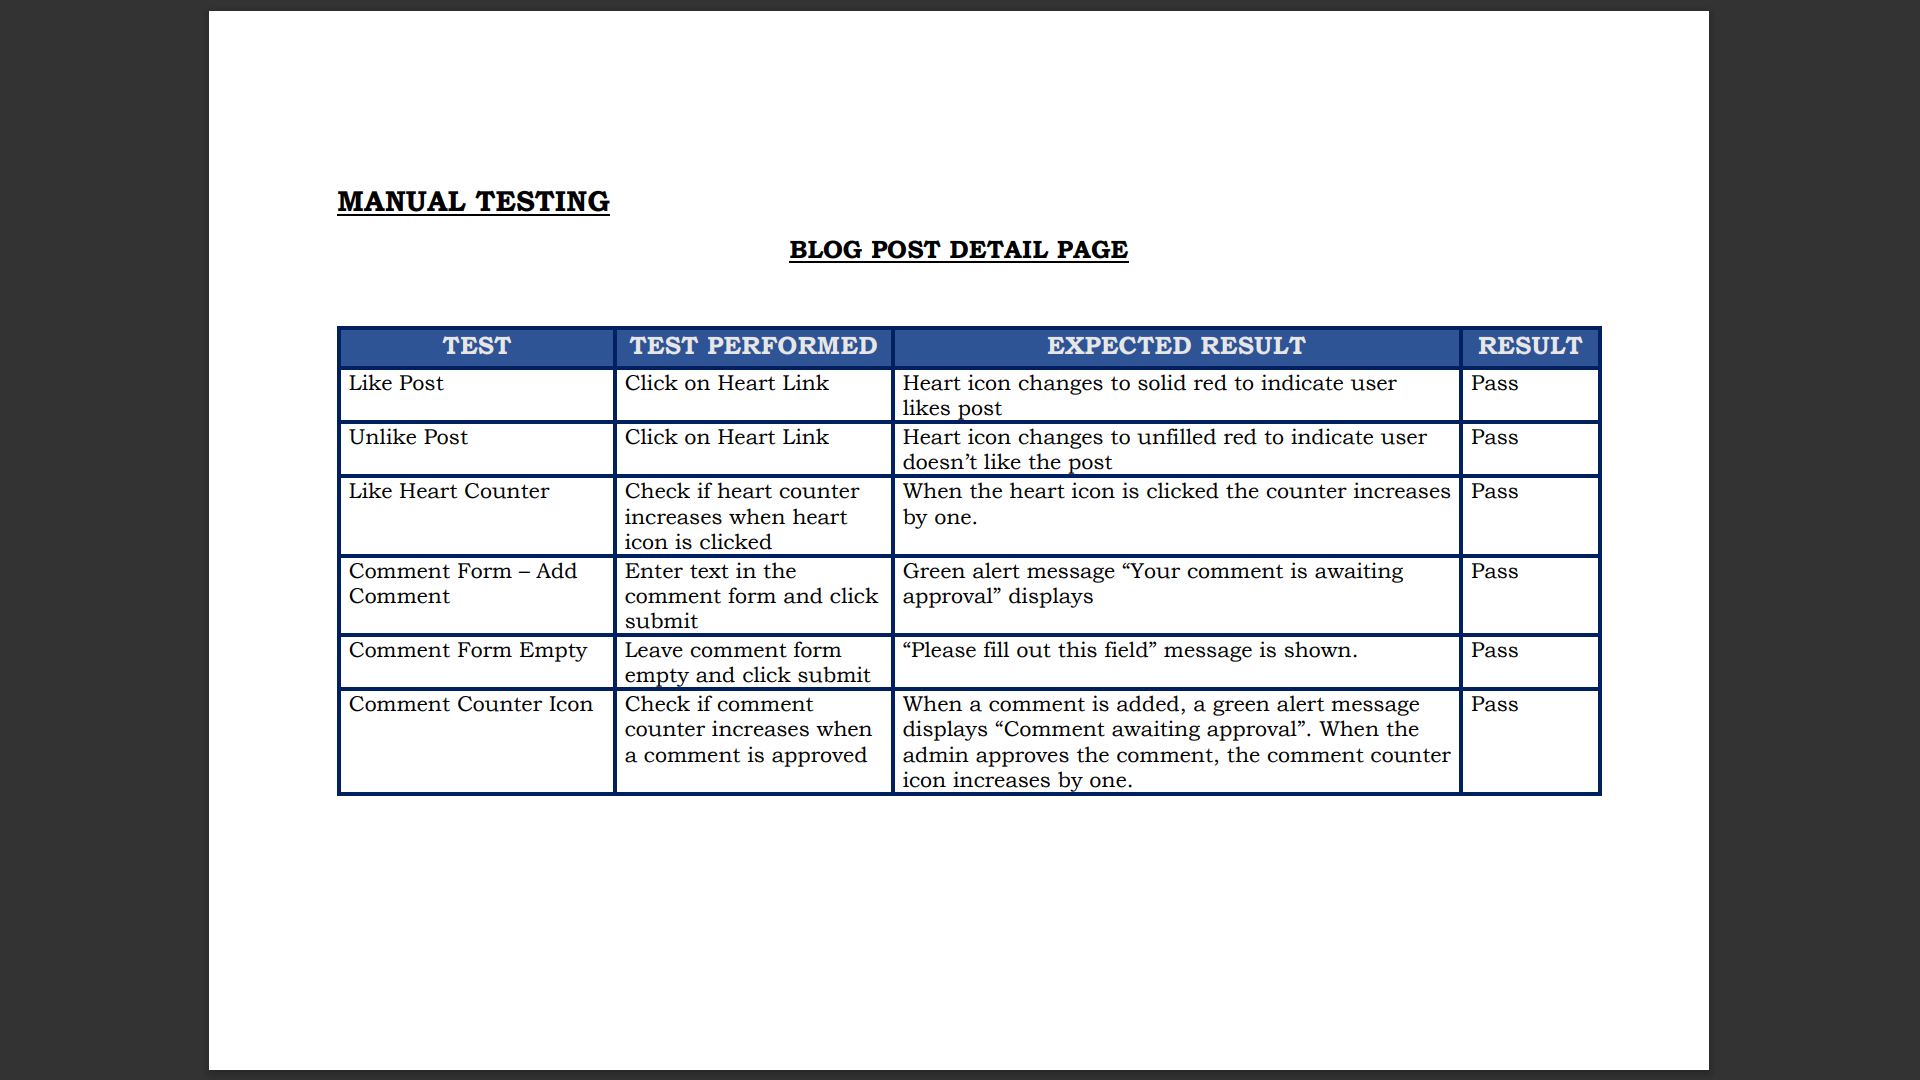 MANUAL TESTING
BLOG POST DETAIL PAGE
TEST TEST PERFORMED EXPECTED RESULT RESULT
Like Post Click on Heart Link Heart icon changes to solid red to indicate user Pass
likes post
Unlike Post Click on Heart Link Heart icon changes to unfilled red to indicate user Pass
doesn’t like the post
Like Heart Counter Check if heart counter When the heart icon is clicked the counter increases Pass
increases when heart by one.
icon is clicked
Comment Form – Add Enter text in the Green alert message “Your comment is awaiting Pass
Comment comment form and click approval” displays
submit
Comment Form Empty Leave comment form “Please fill out this field” message is shown. Pass
empty and click submit
Comment Counter Icon Check if comment When a comment is added, a green alert message Pass
counter increases when displays “Comment awaiting approval”. When the
a comment is approved admin approves the comment, the comment counter
icon increases by one.